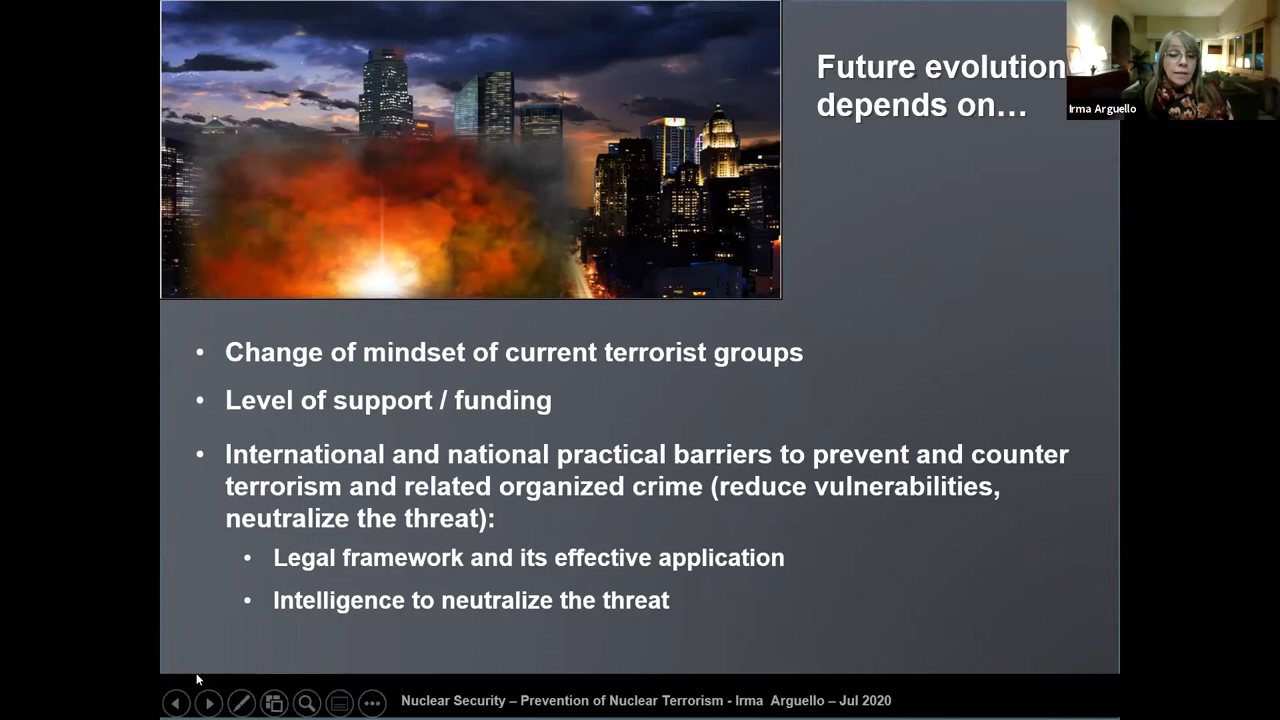 Future evolution
depends on…
Irma Arguello
• Change of mindset of current terrorist groups
• Level of support / funding
• International and national practical barriers to prevent and counter
terrorism and related organized crime (reduce vulnerabilities,
neutralize the threat):
• Legal framework and its effective application
• Intelligence to neutralize the threat
Nuclear Security – Prevention of Nuclear Terrorism - Irma Arguello – Jul 2020